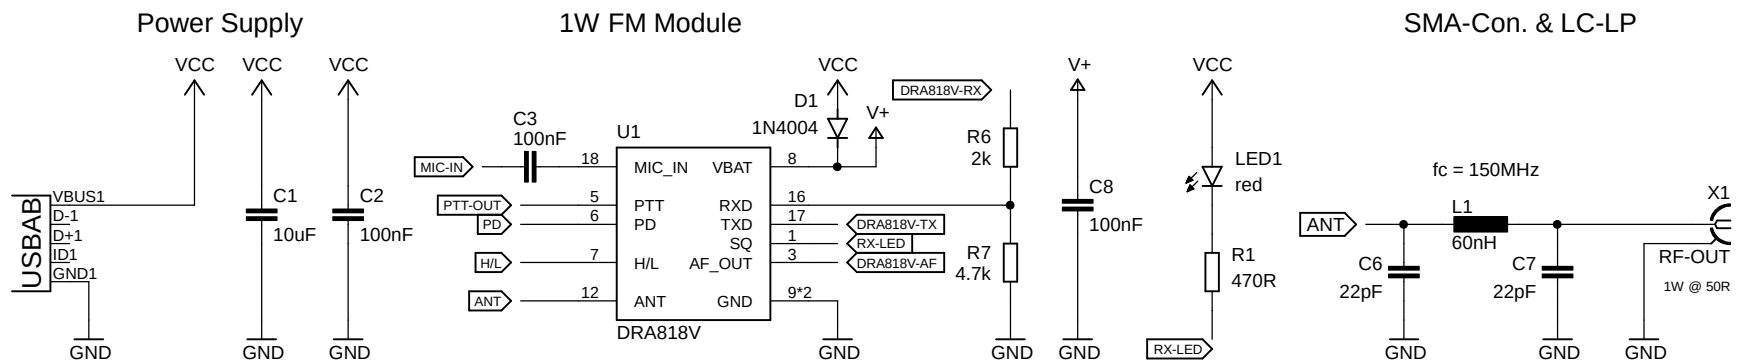 Power Supply
1W FM Module
SMA-Con. & LC-LP
VCC
VCC
VCC
USBAB
VBUS1
D-1
D+1
ID1
GND1
GND
C1
10uF
GND
C2
100nF
GND
MIC-IN
C3
100nF
U1
18
MIC_IN
PTT-OUT
5
PTT
PD
6
PD
H/L
7
H/L
ANT
12
ANT
DRA818V
VCC
D1
1N4004
V+
VBAT
8
RXD
16
TXD
17
DRA818V-TX
SQ
1
RX-LED
AF_OUT
3
DRA818V-AF
GND
9*2
GND
DRA818V-RX
R6
2k
R7
4.7k
GND
V+
C8
100nF
GND
VCC
LED1
red
R1
470R
RX-LED
fc = 150MHz
ANT
L1
60nH
C6
22pF
GND
C7
22pF
GND
X1
RF-OUT
1W @ 50R
GND